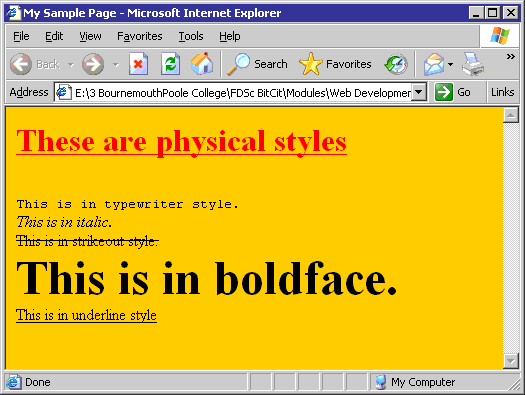 My Sample Page - Microsoft Internet Explorer
File Edit View Favorites Tools Help
Back Search Favorites
Address E:\3 BournemouthPoole College\FDSc BitCit\Modules\Web Developmer Go Links
These are physical styles
This is in typewriter style.
This is in italic.
This is in strikeout style.
This is in boldface.
This is in underline style
Done My Computer